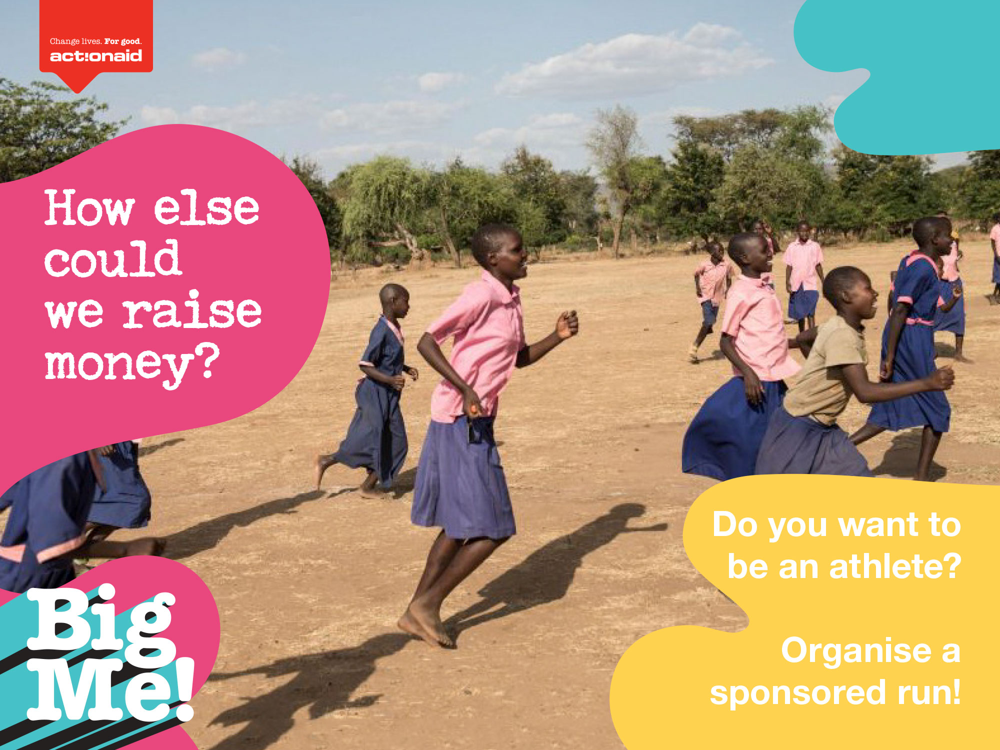 Change lives. For good.
act!onaid
How else
could
we raise
money?
Do you want to
be an athlete?
Organise a
sponsored run!
Big
Me!